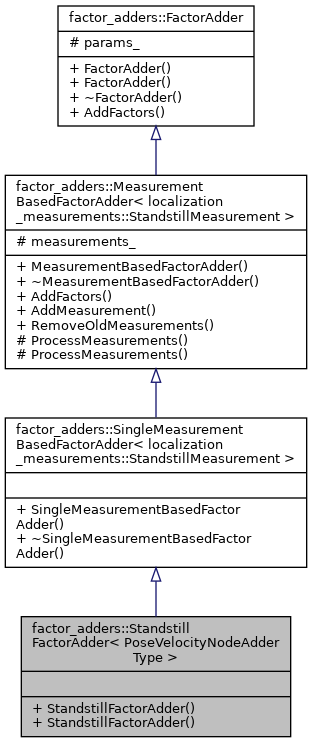 factor_adders::FactorAdder
# params_
+ FactorAdder()
+ FactorAdder()
+ ~FactorAdder()
+ AddFactors()
factor_adders::Measurement
BasedFactorAdder< localization
_measurements::StandstillMeasurement >
# measurements_
+ MeasurementBasedFactorAdder()
+ ~MeasurementBasedFactorAdder()
+ AddFactors()
+ AddMeasurement()
+ RemoveOldMeasurements()
# ProcessMeasurements()
# ProcessMeasurements()
factor_adders::SingleMeasurement
BasedFactorAdder< localization
_measurements::StandstillMeasurement >
+ SingleMeasurementBasedFactor
Adder()
+ ~SingleMeasurementBasedFactor
Adder()
factor_adders::Standstill
FactorAdder< PoseVelocityNodeAdder
Type >
+ StandstillFactorAdder()
+ StandstillFactorAdder()